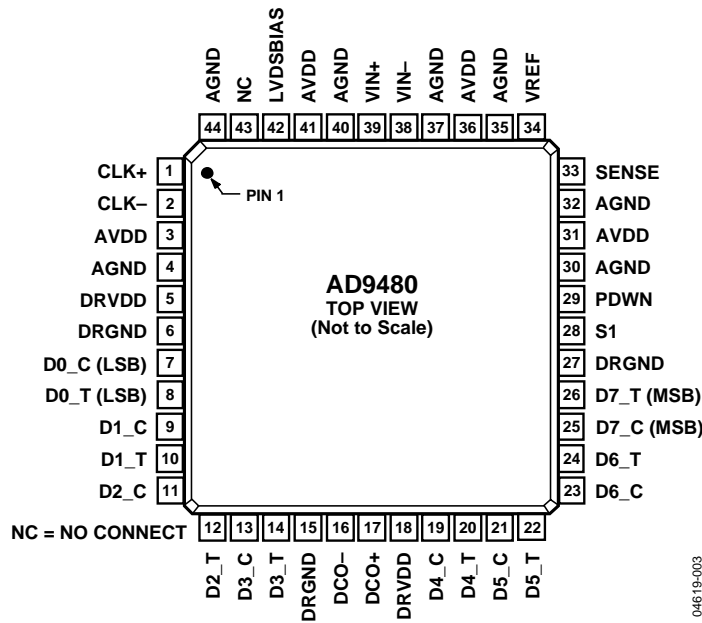 AGND
NC
LVDSBIAS
AVDD
AGND
VIN+
VIN–
AGND
AVDD
AGND
VREF
44 43 42 41 40 39 38 37 36 35 34
CLK+ 1
CLK– 2
AVDD 3
AGND 4
DRVDD 5
DRGND 6
D0_C (LSB) 7
D0_T (LSB) 8
D1_C 9
D1_T 10
D2_C 11
PIN 1
AD9480
TOP VIEW
(Not to Scale)
33 SENSE
32 AGND
31 AVDD
30 AGND
29 PDWN
28 S1
27 DRGND
26 D7_T (MSB)
25 D7_C (MSB)
24 D6_T
23 D6_C
NC = NO CONNECT
12 13 14 15 16 17 18 19 20 21 22
D2_T
D3_C
D3_T
DRGND
DCO–
DCO+
DRVDD
D4_C
D4_T
D5_C
D5_T
04619-003